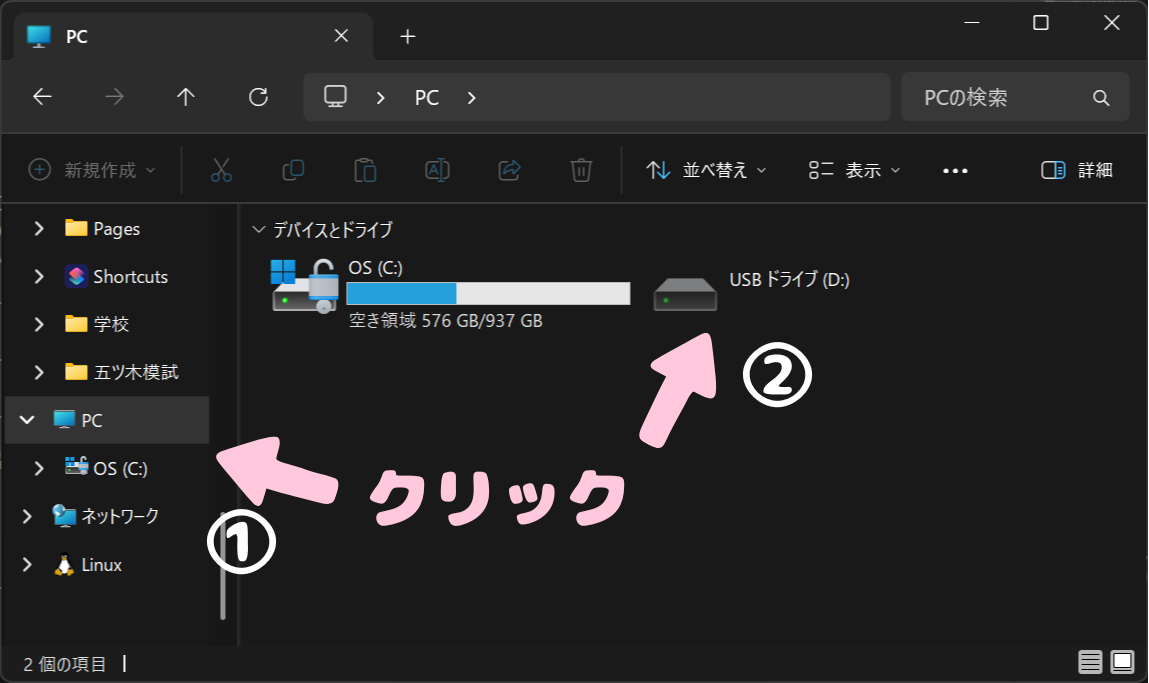 PC
PC
PCの検索
新規作成
並べ替え
表示
詳細
Pages
Shortcuts
学校
五ツ木模試
PC
OS (C:)
ネットワーク
Linux
デバイスとドライブ
OS (C:)
空き領域 576 GB/937 GB
USB ドライブ (D:)
②
クリック
①
2 個の項目